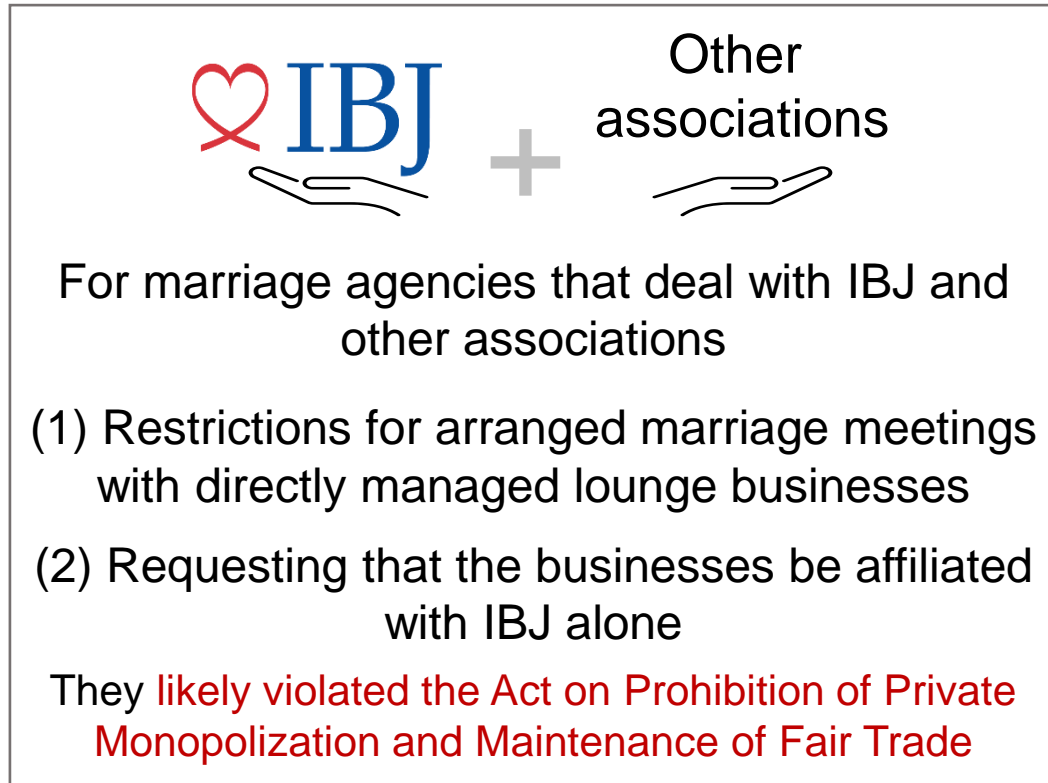 IBJ
+
Other
associations
For marriage agencies that deal with IBJ and
other associations
(1) Restrictions for arranged marriage meetings
with directly managed lounge businesses
(2) Requesting that the businesses be affiliated
with IBJ alone
They likely violated the Act on Prohibition of Private
Monopolization and Maintenance of Fair Trade